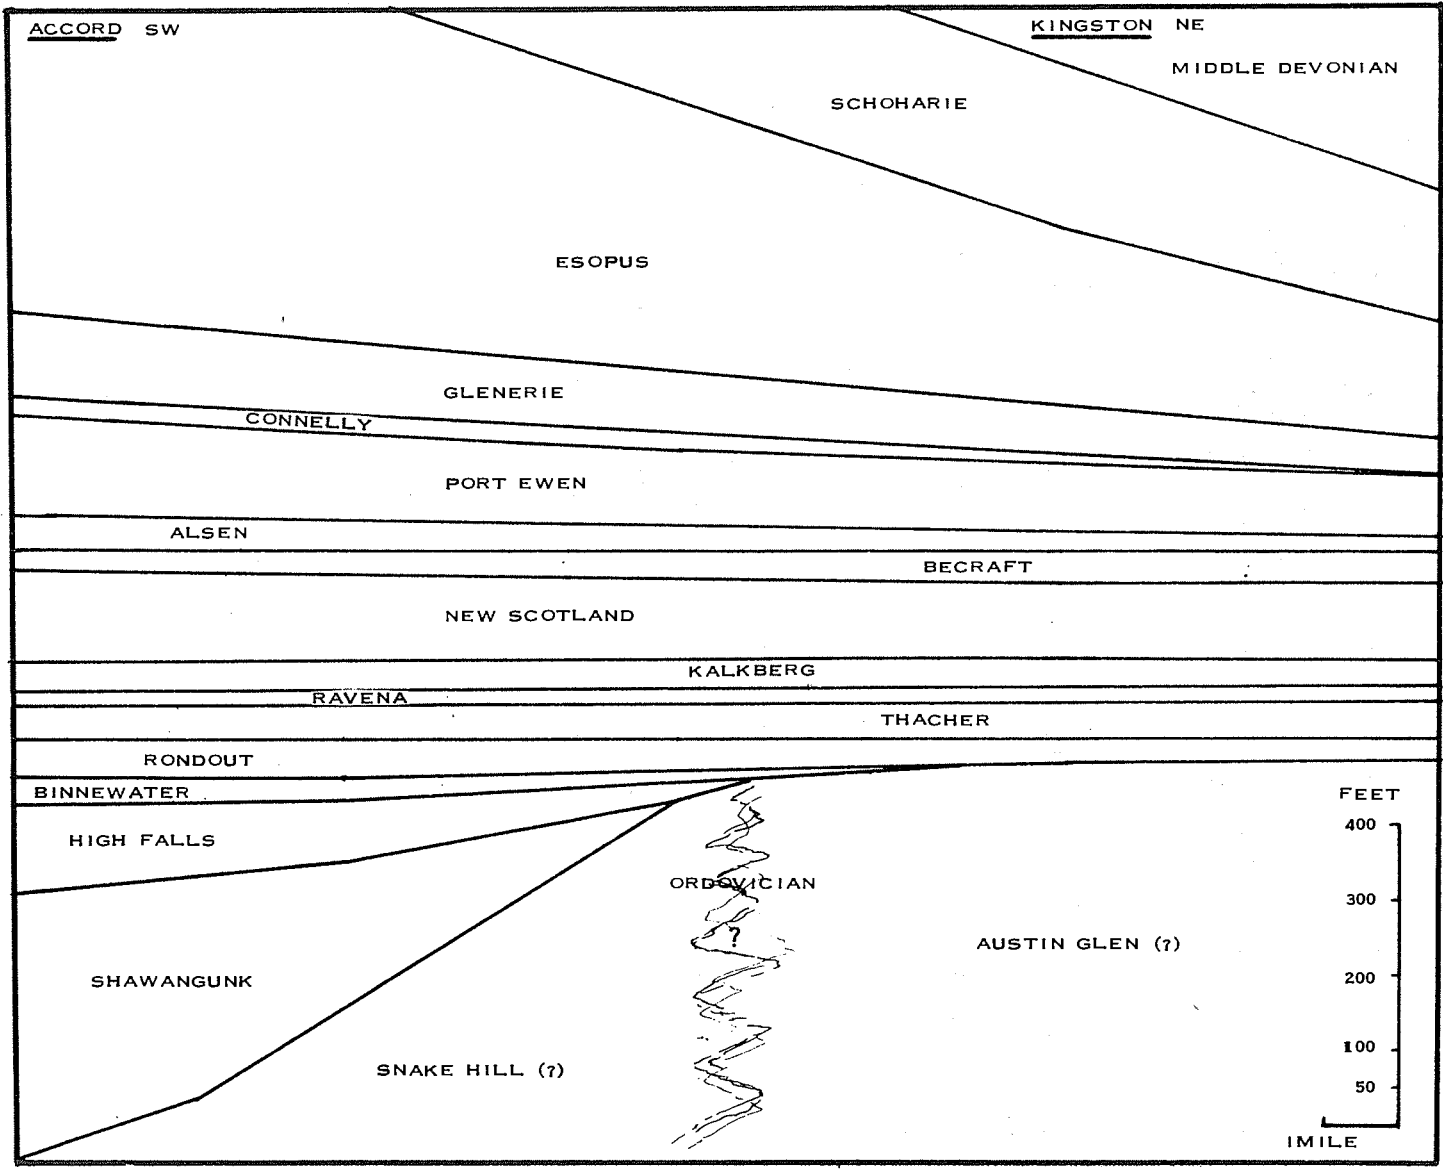 ACCORD SW
KINGSTON NE
MIDDLE DEVONIAN
SCHOHARIE
ESOPUS
GLENERIE
CONNELLY
PORT EWEN
ALSEN
BECRAFT
NEW SCOTLAND
KALKBERG
RAVENA
THACHER
RONDOUT
BINNEWATER
HIGH FALLS
SHAWANGUNK
ORDOVICIAN
?
SNAKE HILL (?)
AUSTIN GLEN (?)
FEET
400
300
200
100
50
1MILE